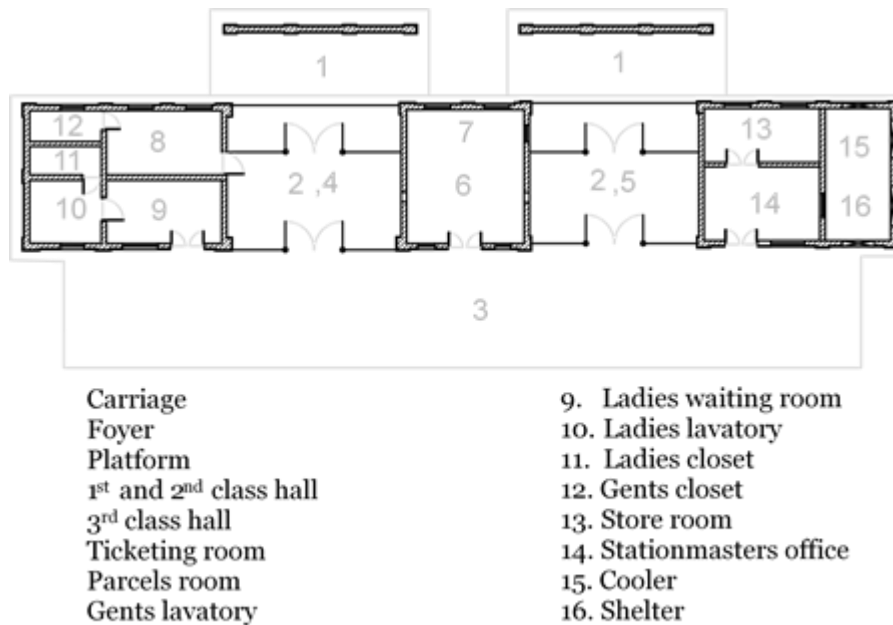 1
1
12
8
7
13
11
2 ,4
6
2 ,5
15
10
9
14
16
3
Carriage
Foyer
Platform
1st and 2nd class hall
3rd class hall
Ticketing room
Parcels room
Gents lavatory
9. Ladies waiting room
10. Ladies lavatory
11. Ladies closet
12. Gents closet
13. Store room
14. Stationmasters office
15. Cooler
16. Shelter